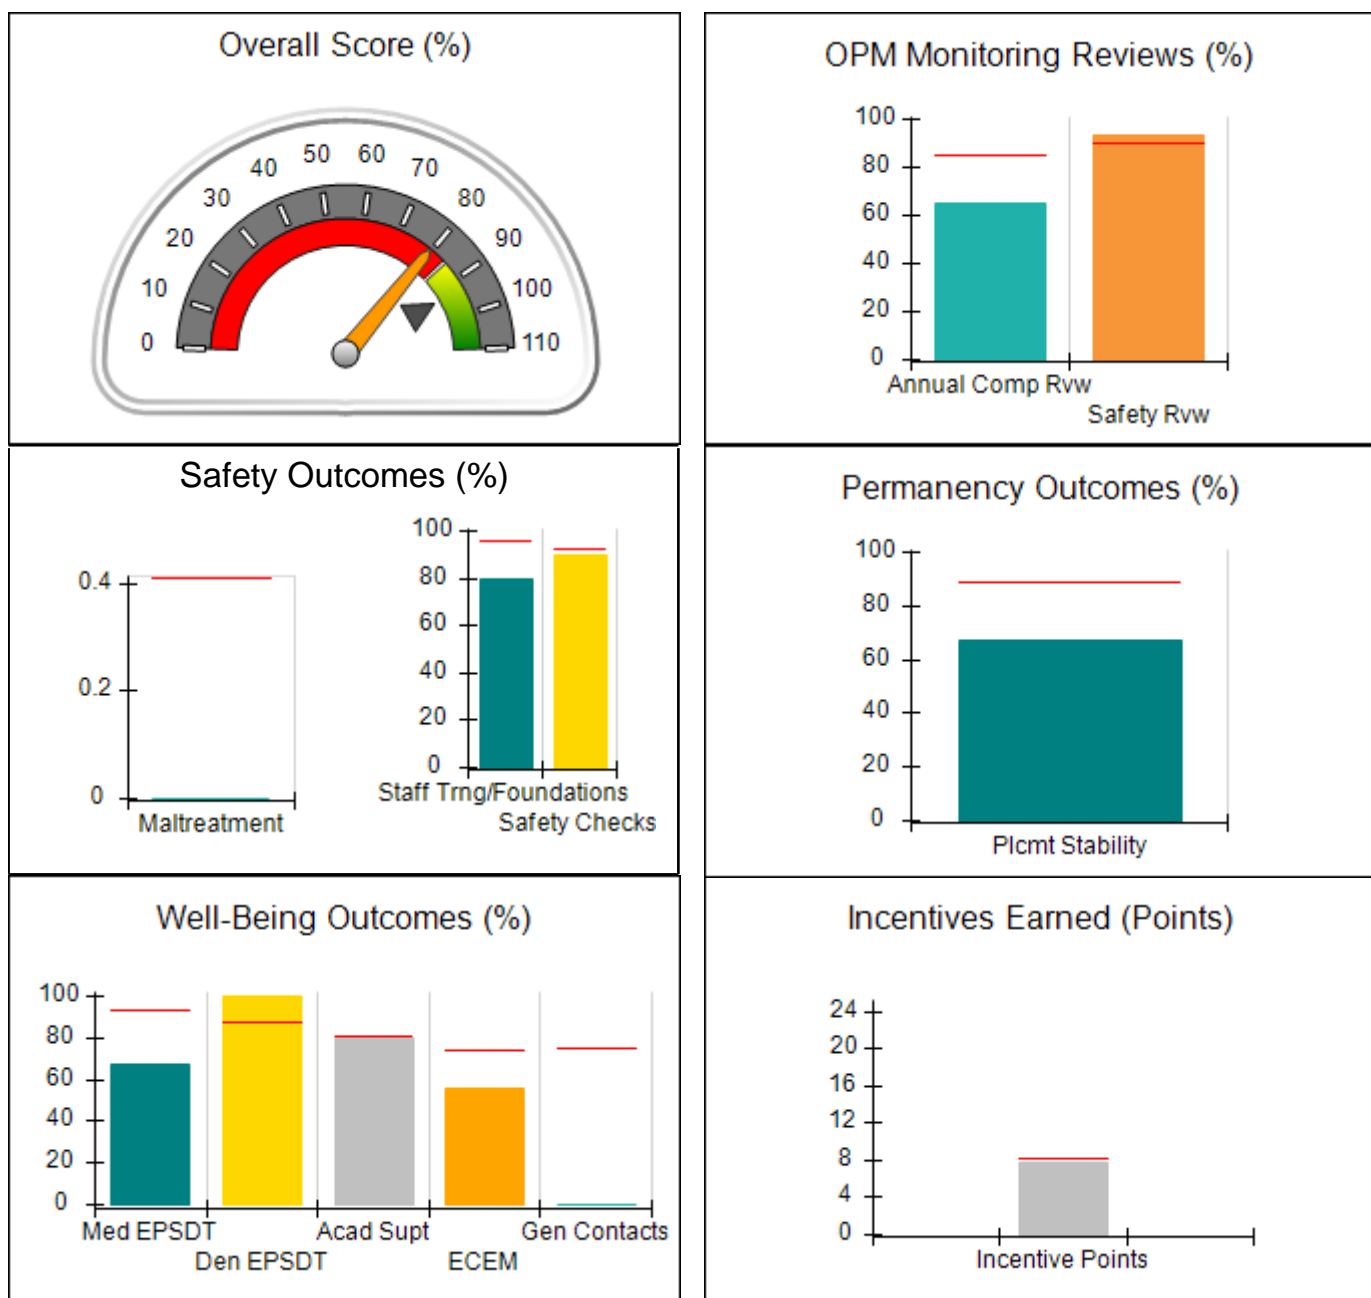 Overall Score (%)
0 10 20 30 40 50 60 70 80 90 100 110
OPM Monitoring Reviews (%)
100
80
60
40
20
0
Annual Comp Rvw
Safety Rvw
Safety Outcomes (%)
0.4
0.2
0
Maltreatment
100
80
60
40
20
0
Staff Trng/Foundations
Safety Checks
Permanency Outcomes (%)
100
80
60
40
20
0
Plcmt Stability
Well-Being Outcomes (%)
100
80
60
40
20
0
Med EPSDT Acad Supt Gen Contacts
Den EPSDT ECEM
Incentives Earned (Points)
24
20
16
12
8
4
0
Incentive Points